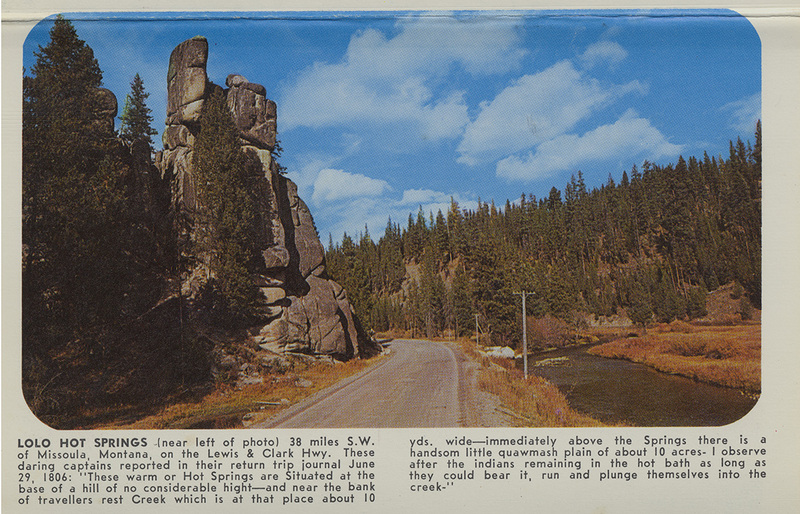 LOLO HOT SPRINGS -(near left of photo) 38 miles S.W.
of Missoula, Montana, on the Lewis & Clark Hwy. These
daring captains reported in their return trip journal June
29, 1806: "These warm or Hot Springs are Situated at the
base of a hill of no considerable hight—and near the bank
of travellers rest Creek which is at that place about 10
yds. wide—immediately above the Springs there is a
handsom little quawmash plain of about 10 acres- I observe
after the indians remaining in the hot bath as long as
they could bear it, run and plunge themselves into the
creek-"